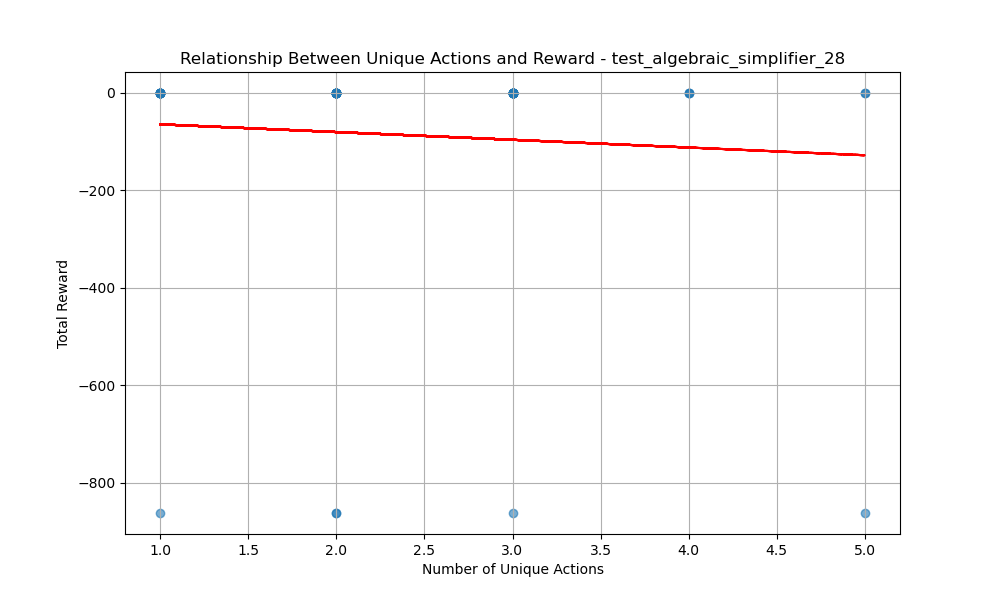 Relationship Between Unique Actions and Reward - test_algebraic_simplifier_28
0
−200
−400
−600
−800
Total Reward
1.0 1.5 2.0 2.5 3.0 3.5 4.0 4.5 5.0
Number of Unique Actions